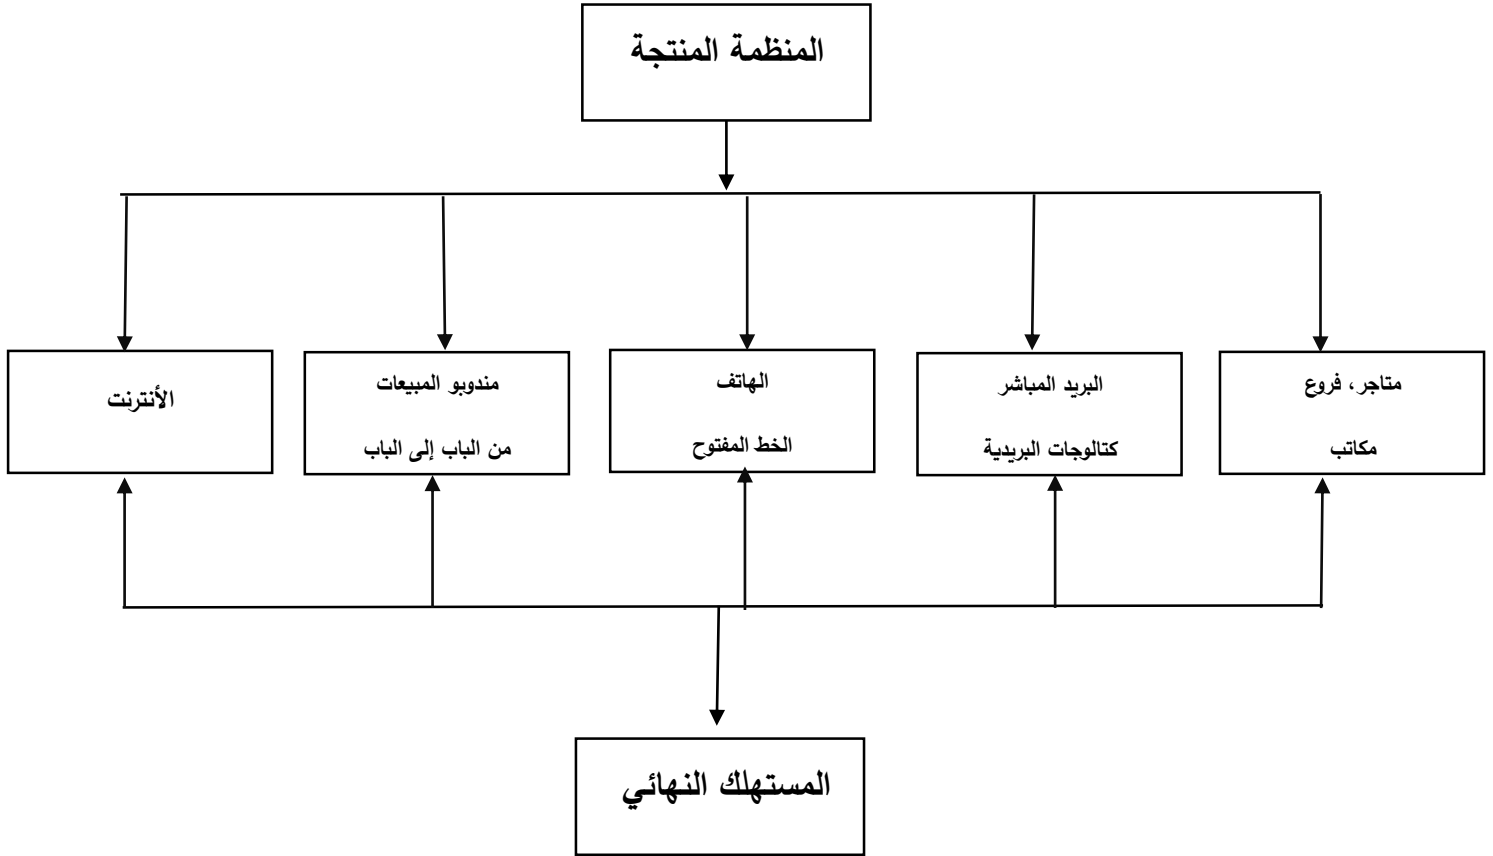 المنظمة المنتجة
متاجر، فروع
مكاتب
البريد المباشر
كتالوجات البريدية
الهاتف
الخط المفتوح
مندوبو المبيعات
من الباب إلى الباب
الأنترنت
المستهلك النهائي